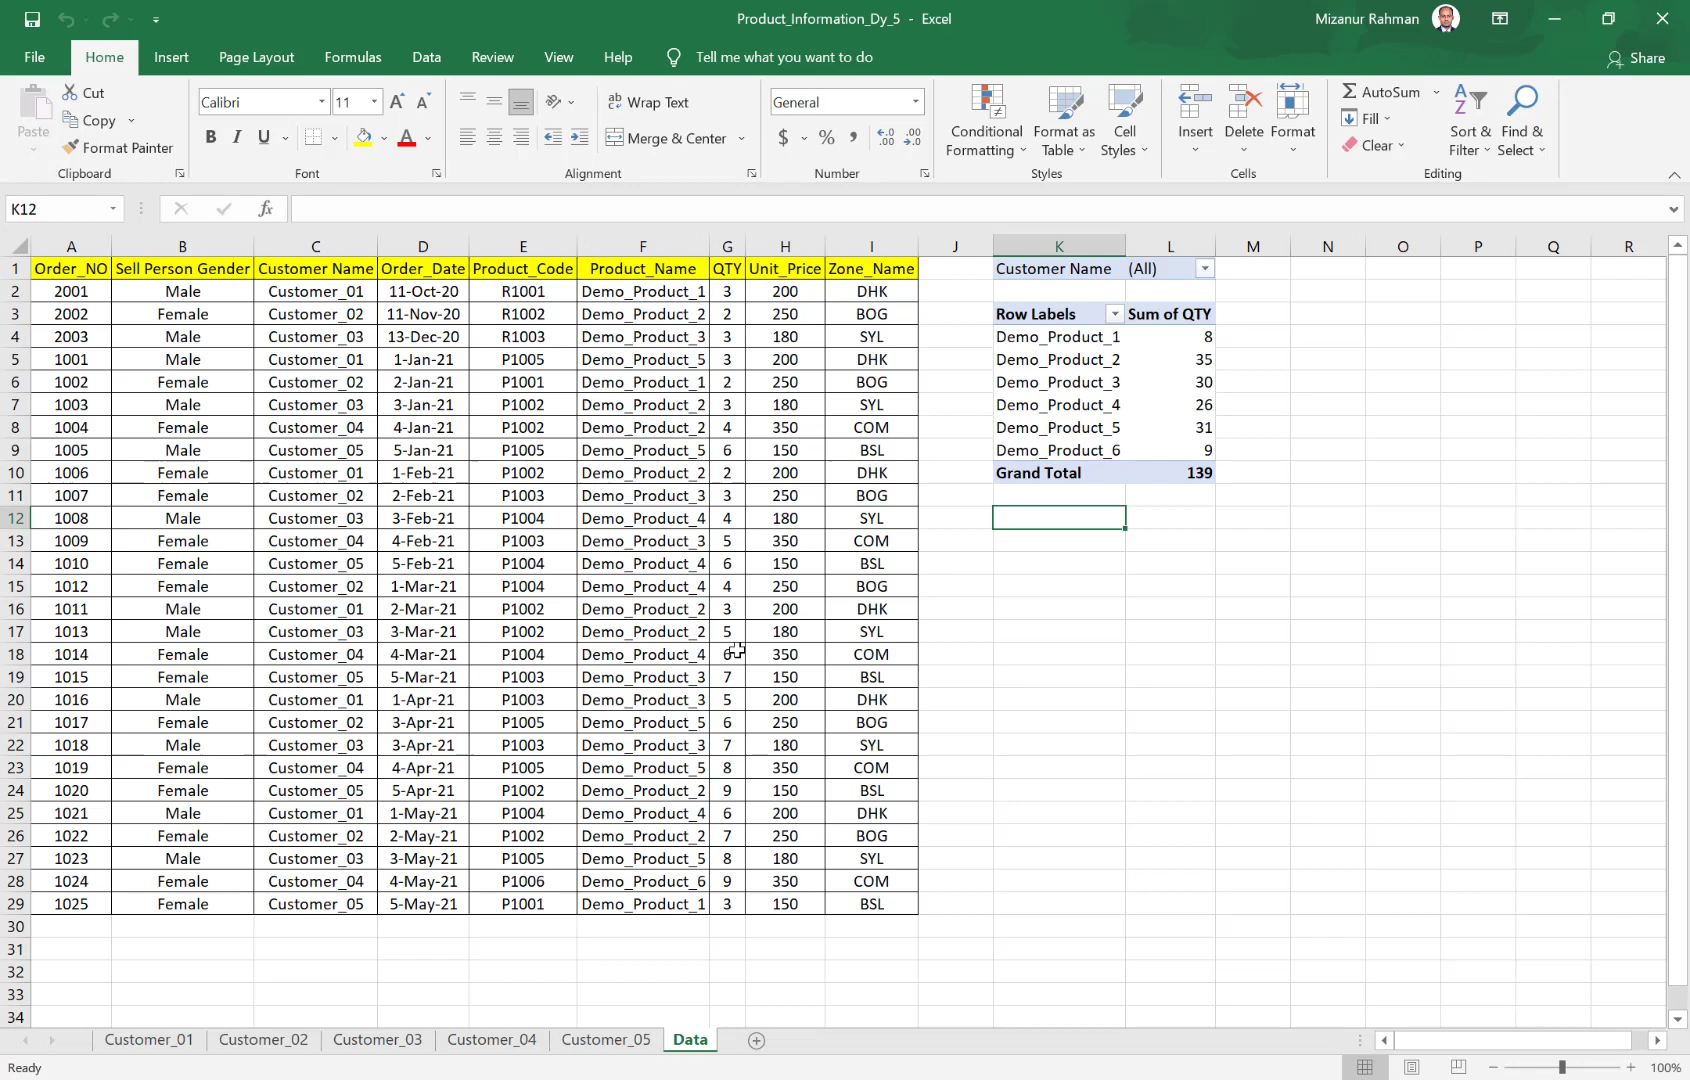 Product_Information_Dy_5 - Excel
Mizanur Rahman
File Home Insert Page Layout Formulas Data Review View Help Tell me what you want to do
Share
Paste
Cut
Copy
Format Painter
Clipboard
Calibri 11
B I U
Font
Wrap Text
Merge & Center
Alignment
General
$ % ,
Number
Conditional Formatting
Format as Table
Cell Styles
Styles
Insert
Delete
Format
Cells
AutoSum
Fill
Clear
Sort & Filter
Find & Select
Editing
K12
fx
A B C D E F G H I J K L M N O P Q R
1 Order_NO Sell Person Gender Customer Name Order_Date Product_Code Product_Name QTY Unit_Price Zone_Name Customer Name (All)
2 2001 Male Customer_01 11-Oct-20 R1001 Demo_Product_1 3 200 DHK
3 2002 Female Customer_02 11-Nov-20 R1002 Demo_Product_2 2 250 BOG Row Labels Sum of QTY
4 2003 Male Customer_03 13-Dec-20 R1003 Demo_Product_3 3 180 SYL Demo_Product_1 8
5 1001 Male Customer_01 1-Jan-21 P1005 Demo_Product_5 3 200 DHK Demo_Product_2 35
6 1002 Female Customer_02 2-Jan-21 P1001 Demo_Product_1 2 250 BOG Demo_Product_3 30
7 1003 Male Customer_03 3-Jan-21 P1002 Demo_Product_2 3 180 SYL Demo_Product_4 26
8 1004 Female Customer_04 4-Jan-21 P1002 Demo_Product_2 4 350 COM Demo_Product_5 31
9 1005 Male Customer_05 5-Jan-21 P1005 Demo_Product_5 6 150 BSL Demo_Product_6 9
10 1006 Female Customer_01 1-Feb-21 P1002 Demo_Product_2 2 200 DHK Grand Total 139
11 1007 Female Customer_02 2-Feb-21 P1003 Demo_Product_3 3 250 BOG
12 1008 Male Customer_03 3-Feb-21 P1004 Demo_Product_4 4 180 SYL
13 1009 Female Customer_04 4-Feb-21 P1003 Demo_Product_3 5 350 COM
14 1010 Female Customer_05 5-Feb-21 P1004 Demo_Product_4 6 150 BSL
15 1012 Female Customer_02 1-Mar-21 P1004 Demo_Product_4 4 250 BOG
16 1011 Male Customer_01 2-Mar-21 P1002 Demo_Product_2 3 200 DHK
17 1013 Male Customer_03 3-Mar-21 P1002 Demo_Product_2 5 180 SYL
18 1014 Female Customer_04 4-Mar-21 P1004 Demo_Product_4 6 350 COM
19 1015 Female Customer_05 5-Mar-21 P1003 Demo_Product_3 7 150 BSL
20 1016 Male Customer_01 1-Apr-21 P1003 Demo_Product_3 5 200 DHK
21 1017 Female Customer_02 3-Apr-21 P1005 Demo_Product_5 6 250 BOG
22 1018 Male Customer_03 3-Apr-21 P1003 Demo_Product_3 7 180 SYL
23 1019 Female Customer_04 4-Apr-21 P1005 Demo_Product_5 8 350 COM
24 1020 Female Customer_05 5-Apr-21 P1002 Demo_Product_2 9 150 BSL
25 1021 Male Customer_01 1-May-21 P1004 Demo_Product_4 6 200 DHK
26 1022 Female Customer_02 2-May-21 P1002 Demo_Product_2 7 250 BOG
27 1023 Male Customer_03 3-May-21 P1005 Demo_Product_5 8 180 SYL
28 1024 Female Customer_04 4-May-21 P1006 Demo_Product_6 9 350 COM
29 1025 Female Customer_05 5-May-21 P1001 Demo_Product_1 3 150 BSL
30
31
32
33
34
Customer_01 Customer_02 Customer_03 Customer_04 Customer_05 Data
Ready
100%